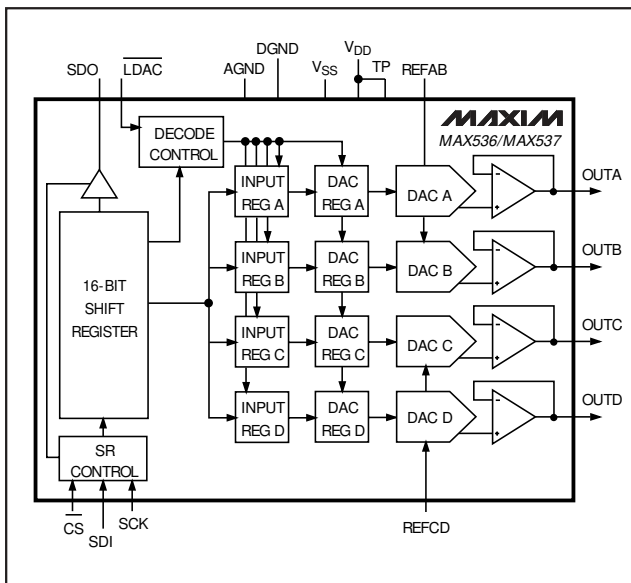 DGND
VDD
SDO
LDAC
AGND
VSS
TP
REFAB
MAXIM
MAX536/MAX537
DECODE
CONTROL
INPUT
REG A
DAC
REG A
DAC A
OUTA
INPUT
REG B
DAC
REG B
DAC B
OUTB
16-BIT
SHIFT
REGISTER
INPUT
REG C
DAC
REG C
DAC C
OUTC
INPUT
REG D
DAC
REG D
DAC D
OUTD
SR
CONTROL
CS
SDI
SCK
REFCD